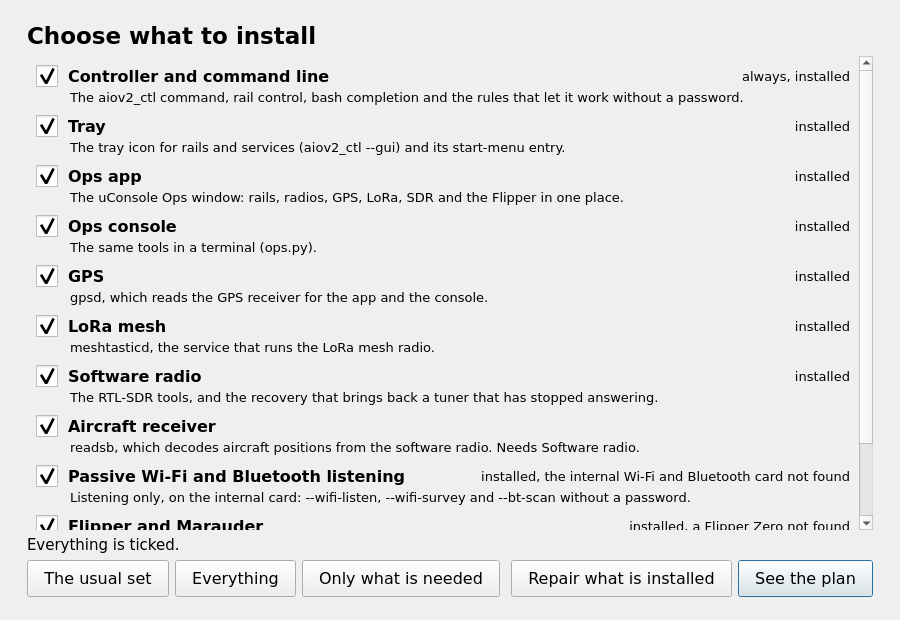 Choose what to install
Controller and command line always, installed
The aiov2_ctl command, rail control, bash completion and the rules that let it work without a password.
Tray installed
The tray icon for rails and services (aiov2_ctl --gui) and its start-menu entry.
Ops app installed
The uConsole Ops window: rails, radios, GPS, LoRa, SDR and the Flipper in one place.
Ops console installed
The same tools in a terminal (ops.py).
GPS installed
gpsd, which reads the GPS receiver for the app and the console.
LoRa mesh installed
meshtasticd, the service that runs the LoRa mesh radio.
Software radio installed
The RTL-SDR tools, and the recovery that brings back a tuner that has stopped answering.
Aircraft receiver
readsb, which decodes aircraft positions from the software radio. Needs Software radio.
Passive Wi-Fi and Bluetooth listening installed, the internal Wi-Fi and Bluetooth card not found
Listening only, on the internal card: --wifi-listen, --wifi-survey and --bt-scan without a password.
Flipper and Marauder installed, a Flipper Zero not found
Everything is ticked.
The usual set Everything Only what is needed Repair what is installed See the plan